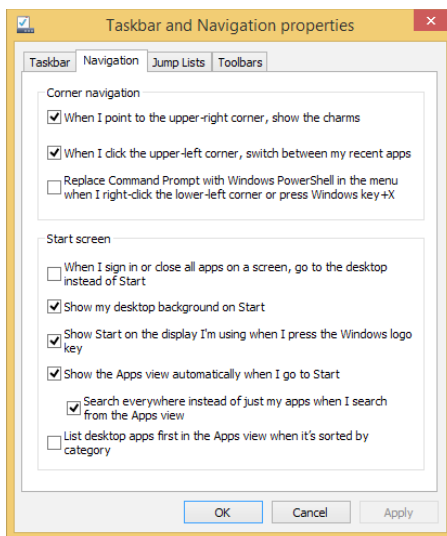 Taskbar and Navigation properties
Taskbar Navigation Jump Lists Toolbars
Corner navigation
When I point to the upper-right corner, show the charms
When I click the upper-left corner, switch between my recent apps
Replace Command Prompt with Windows PowerShell in the menu
when I right-click the lower-left corner or press Windows key+X
Start screen
When I sign in or close all apps on a screen, go to the desktop
instead of Start
Show my desktop background on Start
Show Start on the display I'm using when I press the Windows logo
key
Show the Apps view automatically when I go to Start
Search everywhere instead of just my apps when I search
from the Apps view
List desktop apps first in the Apps view when it's sorted by
category
OK Cancel Apply